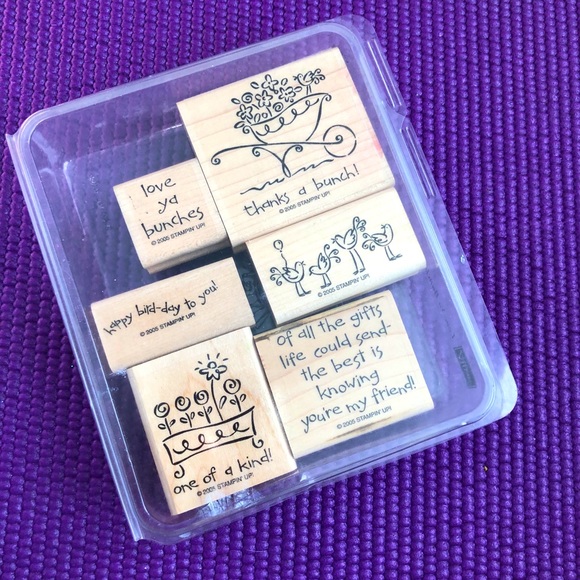 thanks a bunch!
© 2005 STAMPIN' UP!
love
ya
bunches
© 2005 STAMPIN' UP!
© 2005 STAMPIN' UP!
happy bird-day to you!
© 2005 STAMPIN' UP!
of all the gifts
life could send-
the best is
knowing
you're my friend!
© 2005 STAMPIN' UP!
one of a kind!
© 2005 STAMPIN' UP!